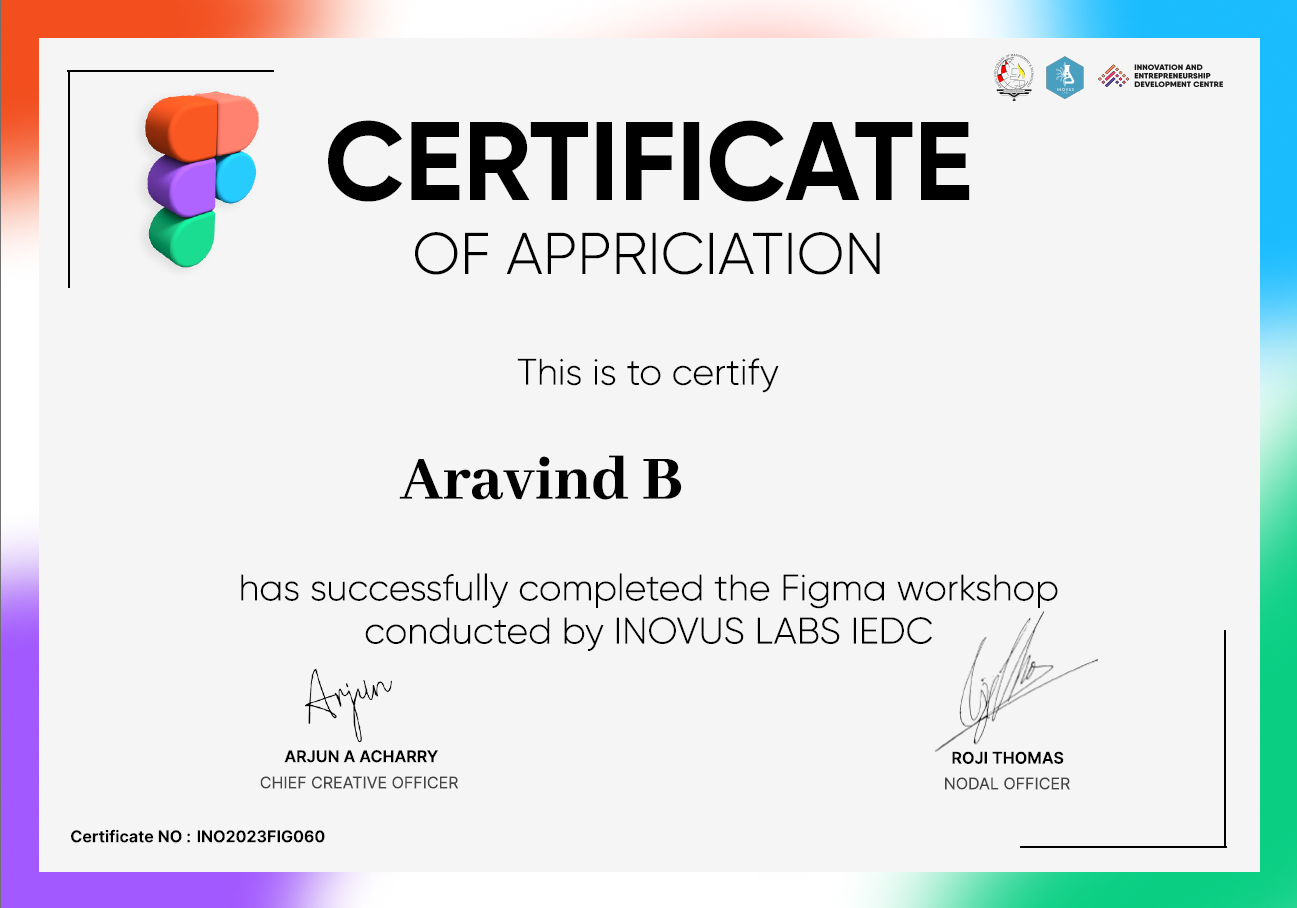 INNOVATION AND
ENTREPRENEURSHIP
DEVELOPMENT CENTRE
INOVUS
CERTIFICATE
OF APPRICIATION
This is to certify
Aravind B
has successfully completed the Figma workshop
conducted by INOVUS LABS IEDC
Arjun
ARJUN A ACHARRY
CHIEF CREATIVE OFFICER
ROJI THOMAS
NODAL OFFICER
Certificate NO : INO2023FIG060